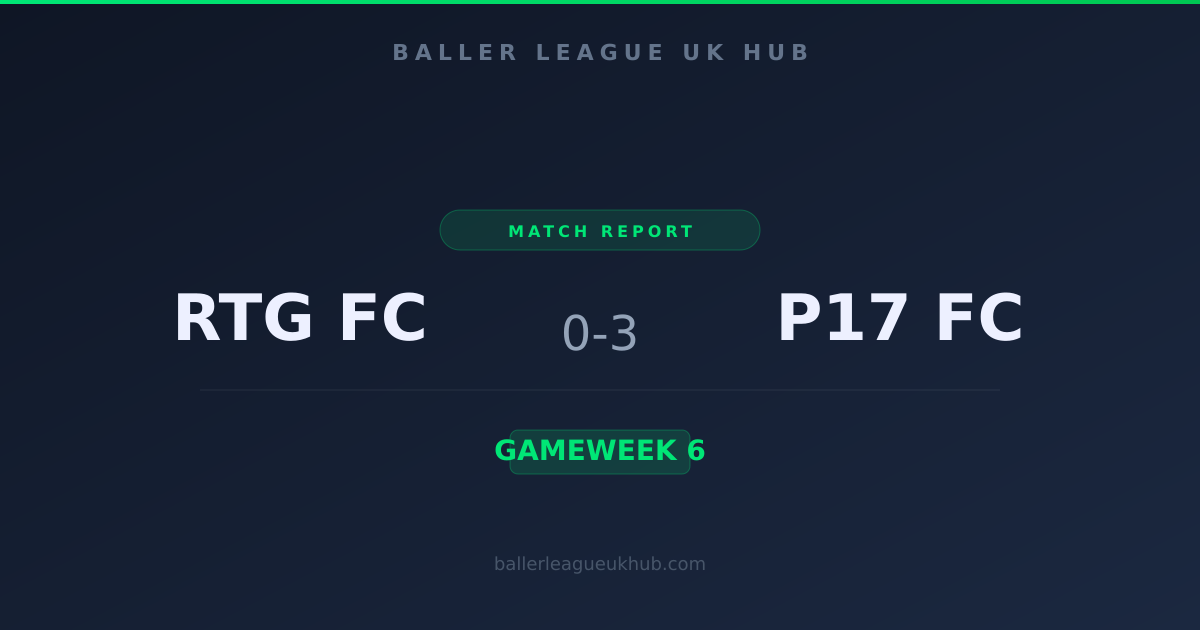 BALLER LEAGUE UK HUB
MATCH REPORT
RTG FC 0-3 P17 FC
GAMEWEEK 6
ballerleagueukhub.com